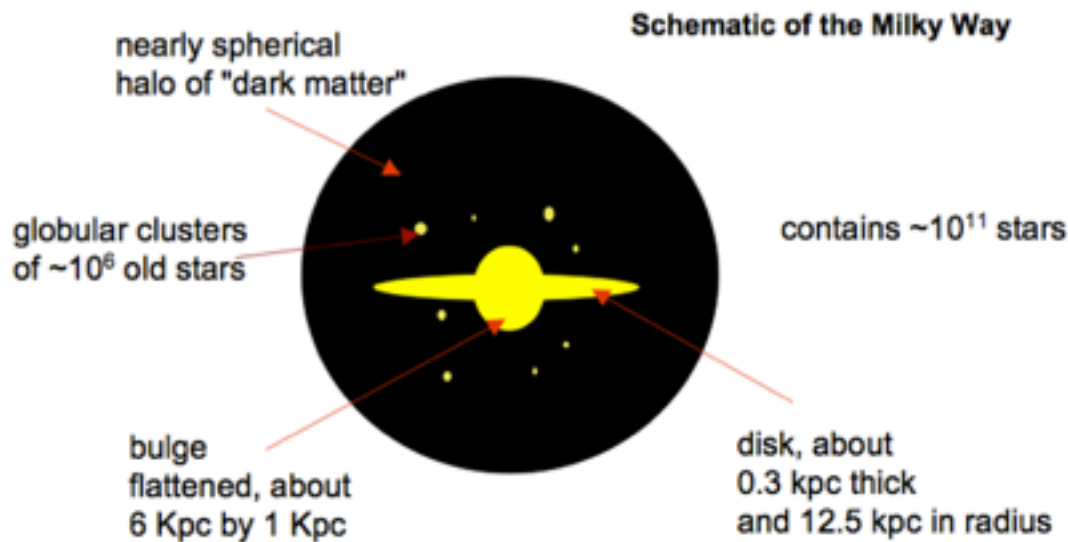 Schematic of the Milky Way
nearly spherical
halo of "dark matter"
globular clusters
of ~10⁶ old stars
contains ~10¹¹ stars
bulge
flattened, about
6 Kpc by 1 Kpc
disk, about
0.3 kpc thick
and 12.5 kpc in radius